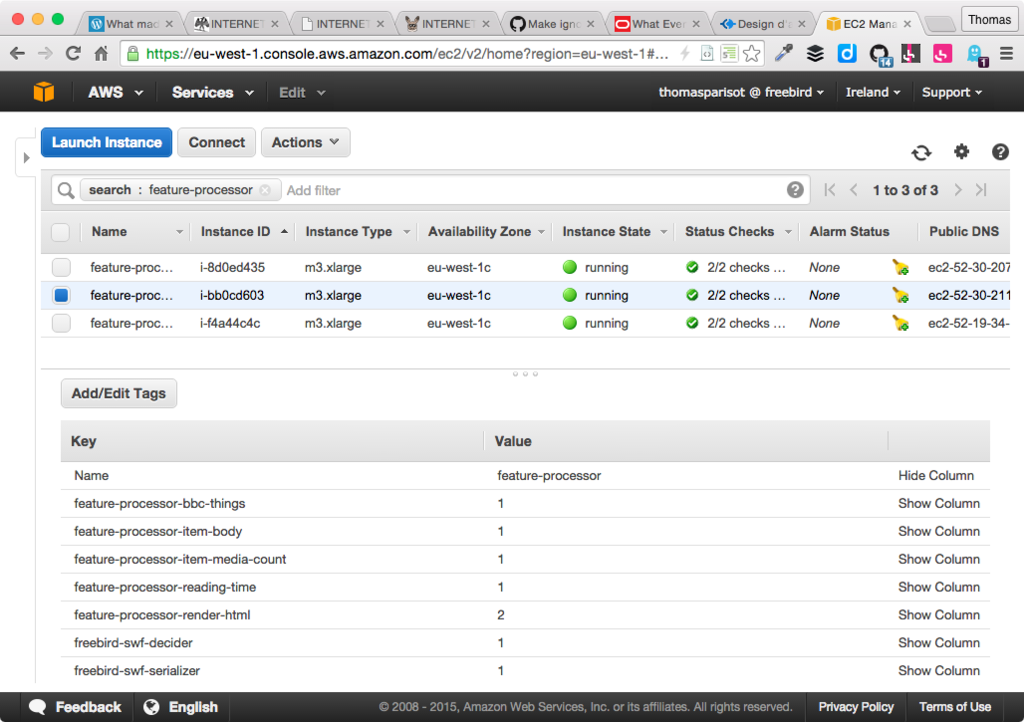 What mad
INTERNET
INTERNET
INTERNET
Make igno
What Ever
Design d'a
EC2 Mana
Thomas
https://eu-west-1.console.aws.amazon.com/ec2/v2/home?region=eu-west-1#...
14
1
AWS Services Edit thomasparisot @ freebird Ireland Support
Launch Instance Connect Actions
search : feature-processor Add filter 1 to 3 of 3
Name Instance ID Instance Type Availability Zone Instance State Status Checks Alarm Status Public DNS
feature-proc... i-8d0ed435 m3.xlarge eu-west-1c running 2/2 checks ... None ec2-52-30-207
feature-proc... i-bb0cd603 m3.xlarge eu-west-1c running 2/2 checks ... None ec2-52-30-211
feature-proc... i-f4a44c4c m3.xlarge eu-west-1c running 2/2 checks ... None ec2-52-19-34-
Add/Edit Tags
Key Value
Name feature-processor Hide Column
feature-processor-bbc-things 1 Show Column
feature-processor-item-body 1 Show Column
feature-processor-item-media-count 1 Show Column
feature-processor-reading-time 1 Show Column
feature-processor-render-html 2 Show Column
freebird-swf-decider 1 Show Column
freebird-swf-serializer 1 Show Column
Feedback English © 2008 - 2015, Amazon Web Services, Inc. or its affiliates. All rights reserved. Privacy Policy Terms of Use